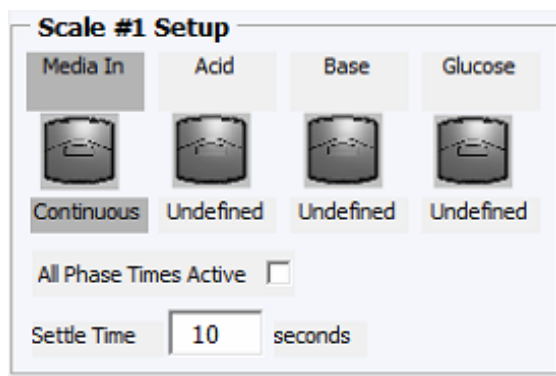 Scale #1 Setup
Media In Acid Base Glucose
Continuous Undefined Undefined Undefined
All Phase Times Active
Settle Time 10 seconds